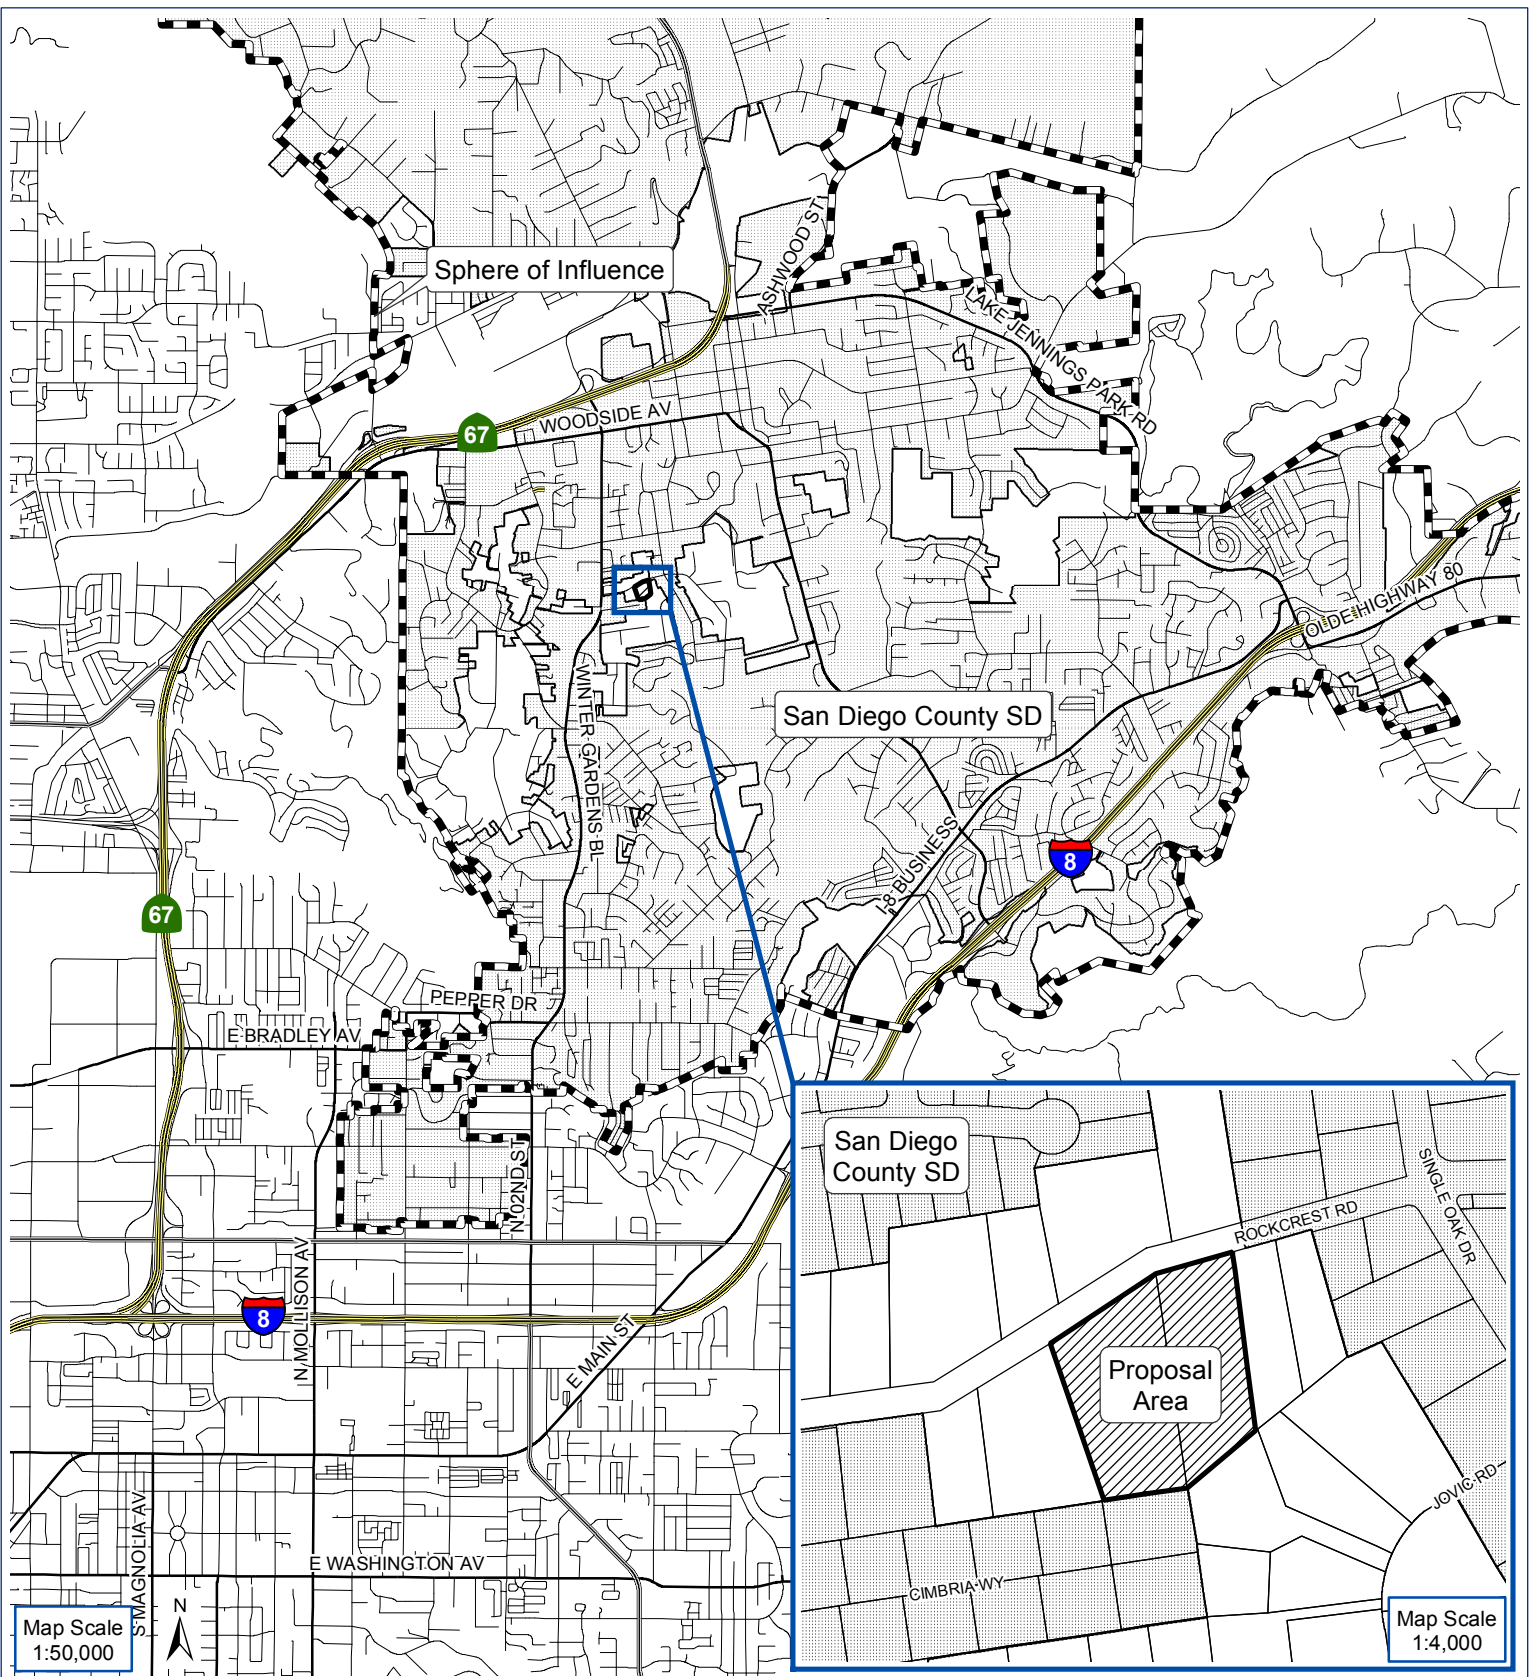 ASHWOOD ST
Sphere of Influence
LAKE JENNINGS PARK RD
67
WOODSIDE AV
OLDE HIGHWAY 80
WINTER GARDENS BL
San Diego County SD
I-8 BUSINESS
8
67
PEPPER DR
E BRADLEY AV
N 02ND ST
N MOLLISON AV
8
E MAIN ST
S MAGNOLIA AV
E WASHINGTON AV
N
Map Scale
1:50,000
San Diego
County SD
SINGLE OAK DR
ROCKCREST RD
Proposal
Area
JOVIC RD
CIMBRIA WY
Map Scale
1:4,000